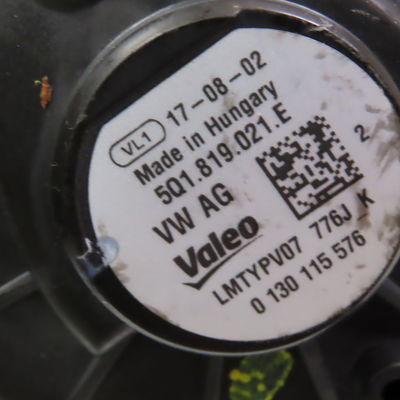 VL1 17-08-02
Made in Hungary
5Q1.819.021.E
VW AG
2
Valeo
LMTYPV07 776J_K
0 130 115 576